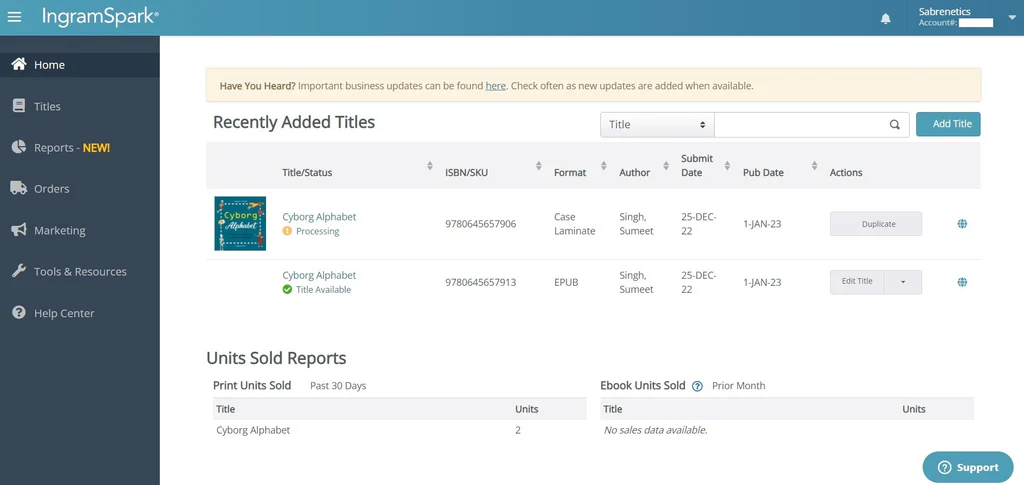 IngramSpark®
Sabrenetics
Account#:
Home
Titles
Reports - NEW!
Orders
Marketing
Tools & Resources
Help Center
Have You Heard? Important business updates can be found here. Check often as new updates are added when available.
Recently Added Titles
Title
Add Title
Title/Status ISBN/SKU Format Author Submit Date Pub Date Actions
Cyborg Alphabet
Cyborg Alphabet
Processing
9780645657906
Case
Laminate
Singh,
Sumeet
25-DEC-
22
1-JAN-23
Duplicate
Cyborg Alphabet
Title Available
9780645657913
EPUB
Singh,
Sumeet
25-DEC-
22
1-JAN-23
Edit Title
Units Sold Reports
Print Units Sold Past 30 Days
Title Units
Cyborg Alphabet 2
Ebook Units Sold ? Prior Month
Title Units
No sales data available.
Support